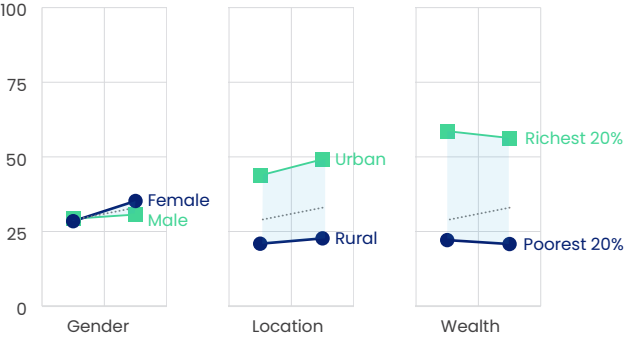 100
75
50
25
0
Female
Male
Gender
Urban
Rural
Location
Richest 20%
Poorest 20%
Wealth